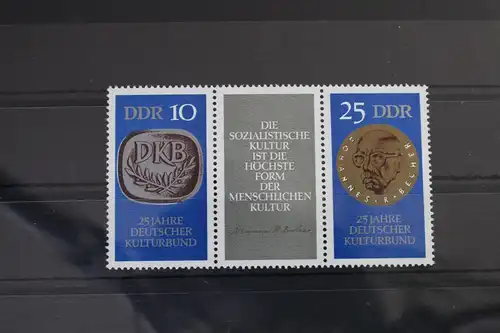 DDR 10
DKB
25 JAHRE
DEUTSCHER
KULTURBUND
DIE
SOZIALISTISCHE
KULTUR
IST DIE
HÖCHSTE
FORM
DER
MENSCHLICHEN
KULTUR
25 DDR
JOHANNES · R · BECHER
25 JAHRE
DEUTSCHER
KULTURBUND